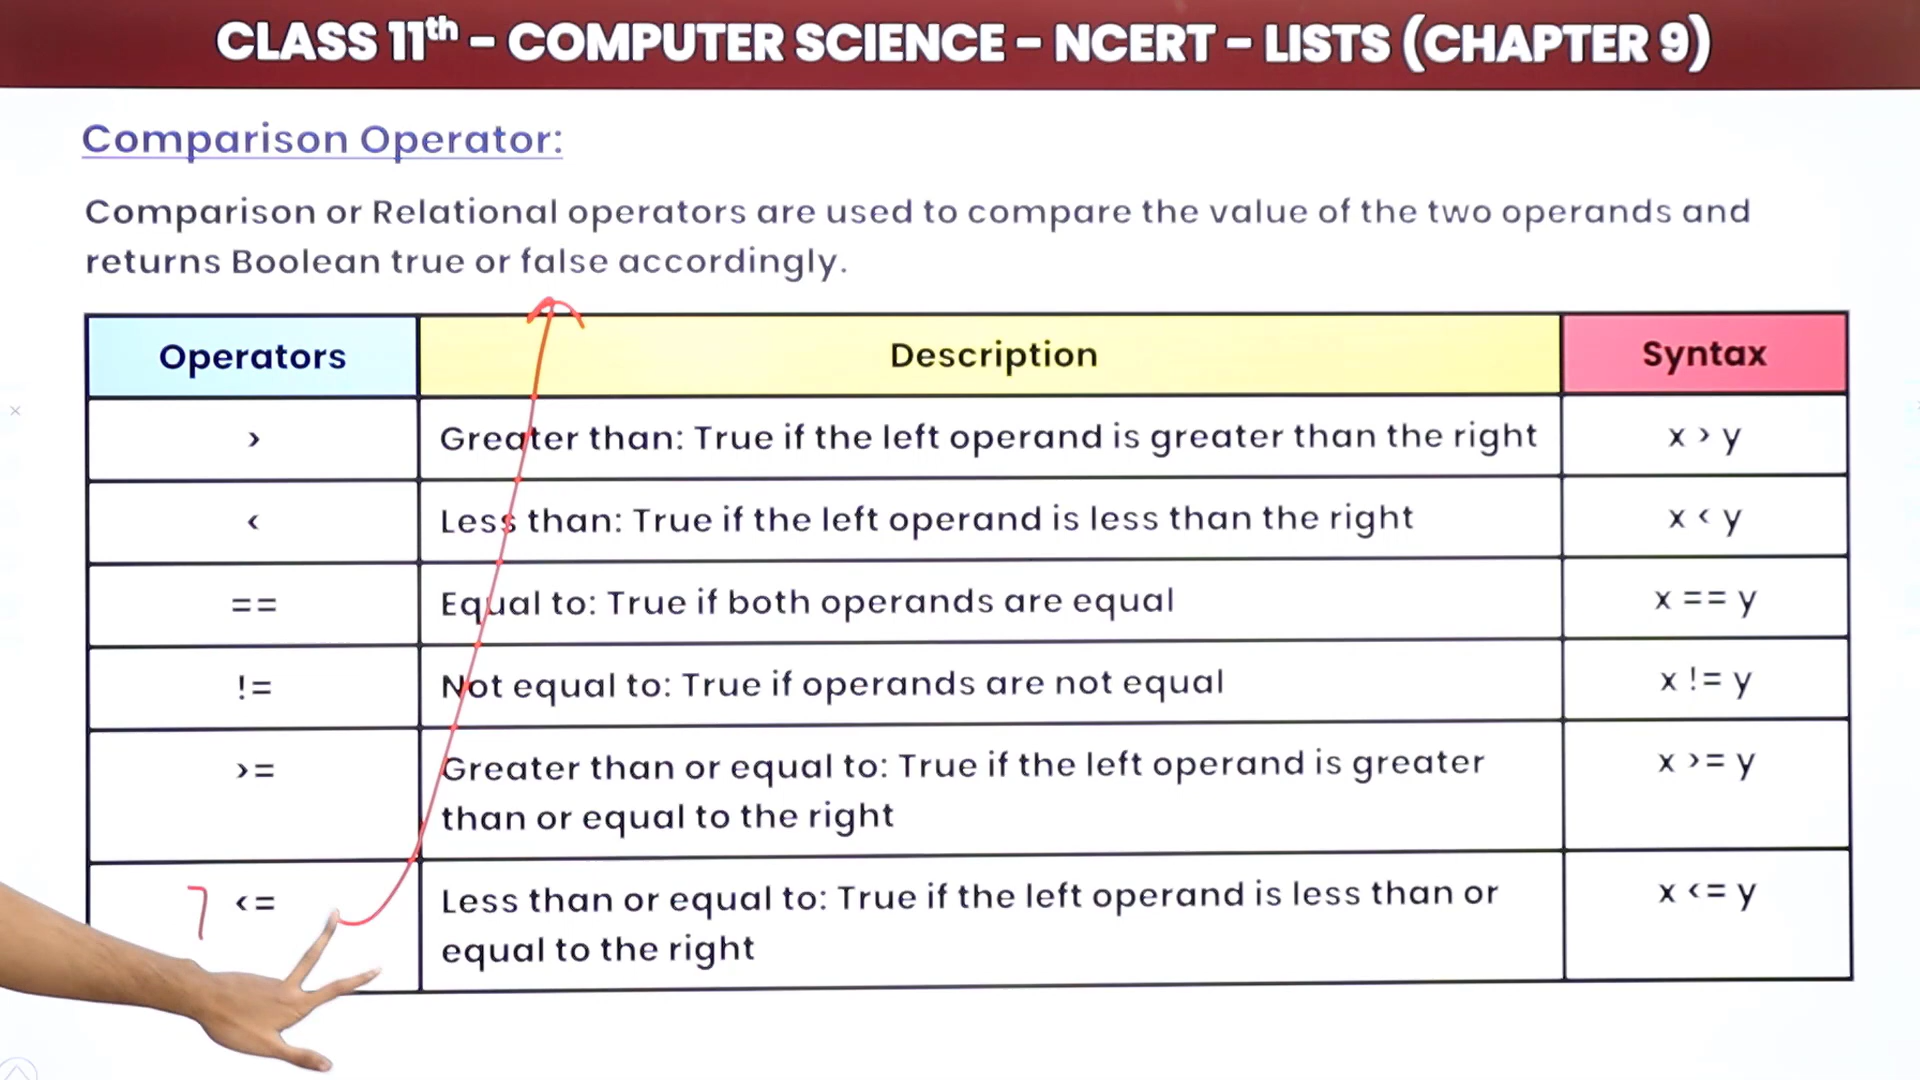 CLASS 11th - COMPUTER SCIENCE - NCERT - LISTS (CHAPTER 9)
Comparison Operator:
Comparison or Relational operators are used to compare the value of the two operands and
returns Boolean true or false accordingly.
Operators Description Syntax
> Greater than: True if the left operand is greater than the right x > y
< Less than: True if the left operand is less than the right x < y
== Equal to: True if both operands are equal x == y
!= Not equal to: True if operands are not equal x != y
>= Greater than or equal to: True if the left operand is greater x >= y
than or equal to the right
7 <= Less than or equal to: True if the left operand is less than or x <= y
equal to the right